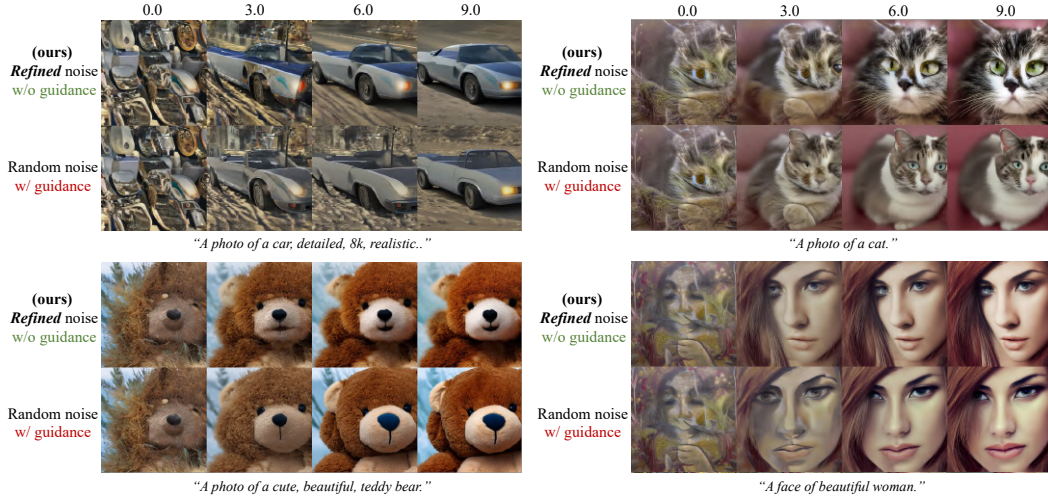 0.0 3.0 6.0 9.0
(ours)
Refined noise
w/o guidance
Random noise
w/ guidance
“A photo of a car, detailed, 8k, realistic..”
0.0 3.0 6.0 9.0
(ours)
Refined noise
w/o guidance
Random noise
w/ guidance
“A photo of a cat.”
(ours)
Refined noise
w/o guidance
Random noise
w/ guidance
“A photo of a cute, beautiful, teddy bear.”
(ours)
Refined noise
w/o guidance
Random noise
w/ guidance
“A face of beautiful woman.”